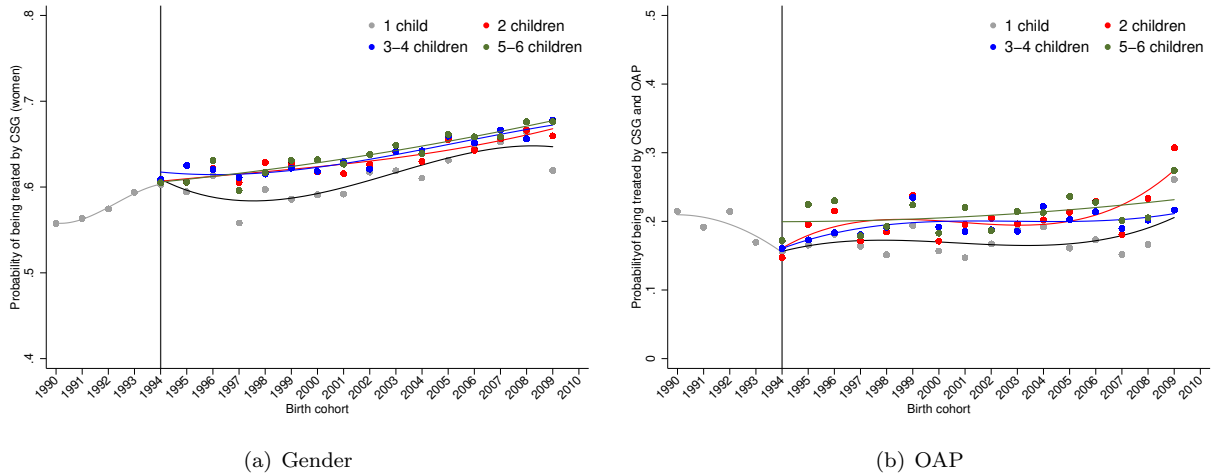 Probability of being treated by CSG (women)
.8
.7
.6
.5
.4
1 child
2 children
3−4 children
5−6 children
1990 1991 1992 1993 1994 1995 1996 1997 1998 1999 2000 2001 2002 2003 2004 2005 2006 2007 2008 2009 2010
Birth cohort
(a) Gender
Probability of being treated by CSG and OAP
.5
.4
.3
.2
.1
0
1 child
2 children
3−4 children
5−6 children
1990 1991 1992 1993 1994 1995 1996 1997 1998 1999 2000 2001 2002 2003 2004 2005 2006 2007 2008 2009 2010
Birth cohort
(b) OAP